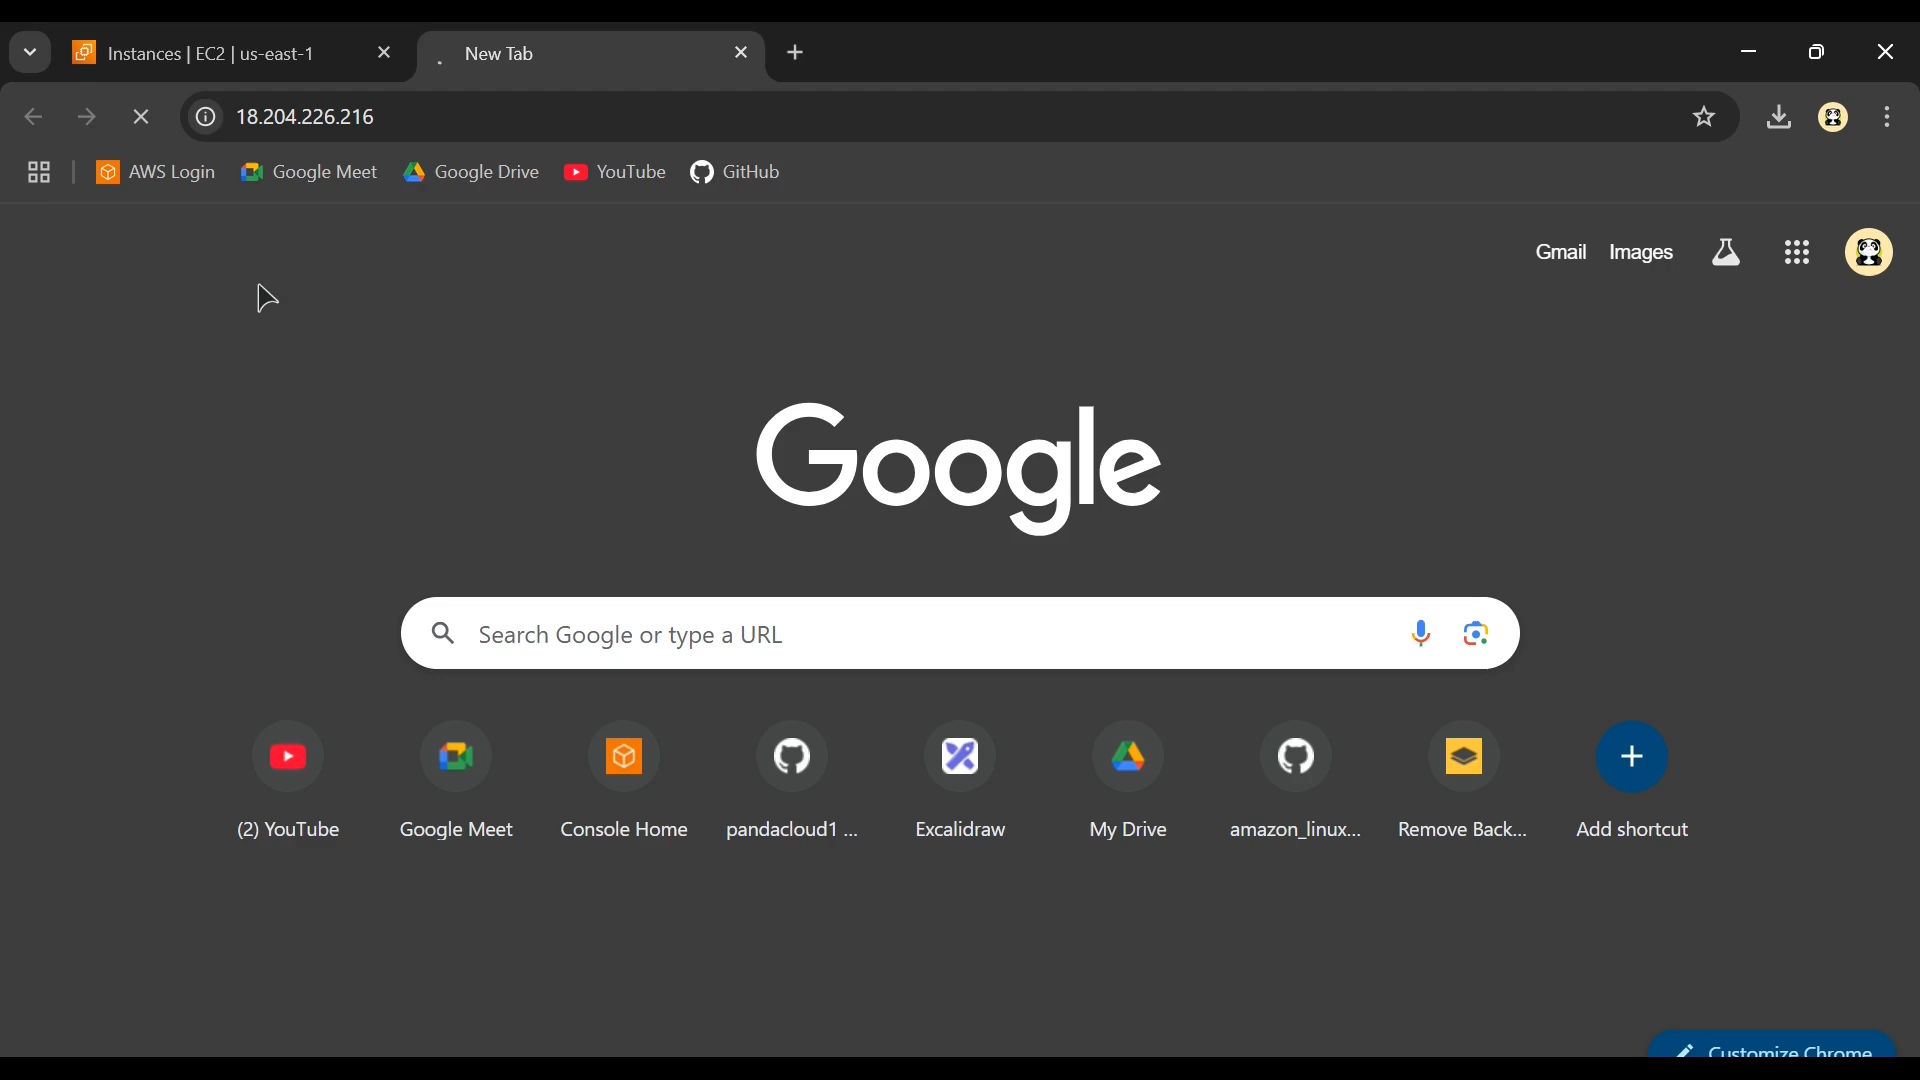 Instances | EC2 | us-east-1
New Tab
18.204.226.216
AWS Login
Google Meet
Google Drive
YouTube
GitHub
Gmail
Images
Google
Search Google or type a URL
(2) YouTube
Google Meet
Console Home
pandacloud1 ...
Excalidraw
My Drive
amazon_linux...
Remove Back...
Add shortcut
Customize Chrome